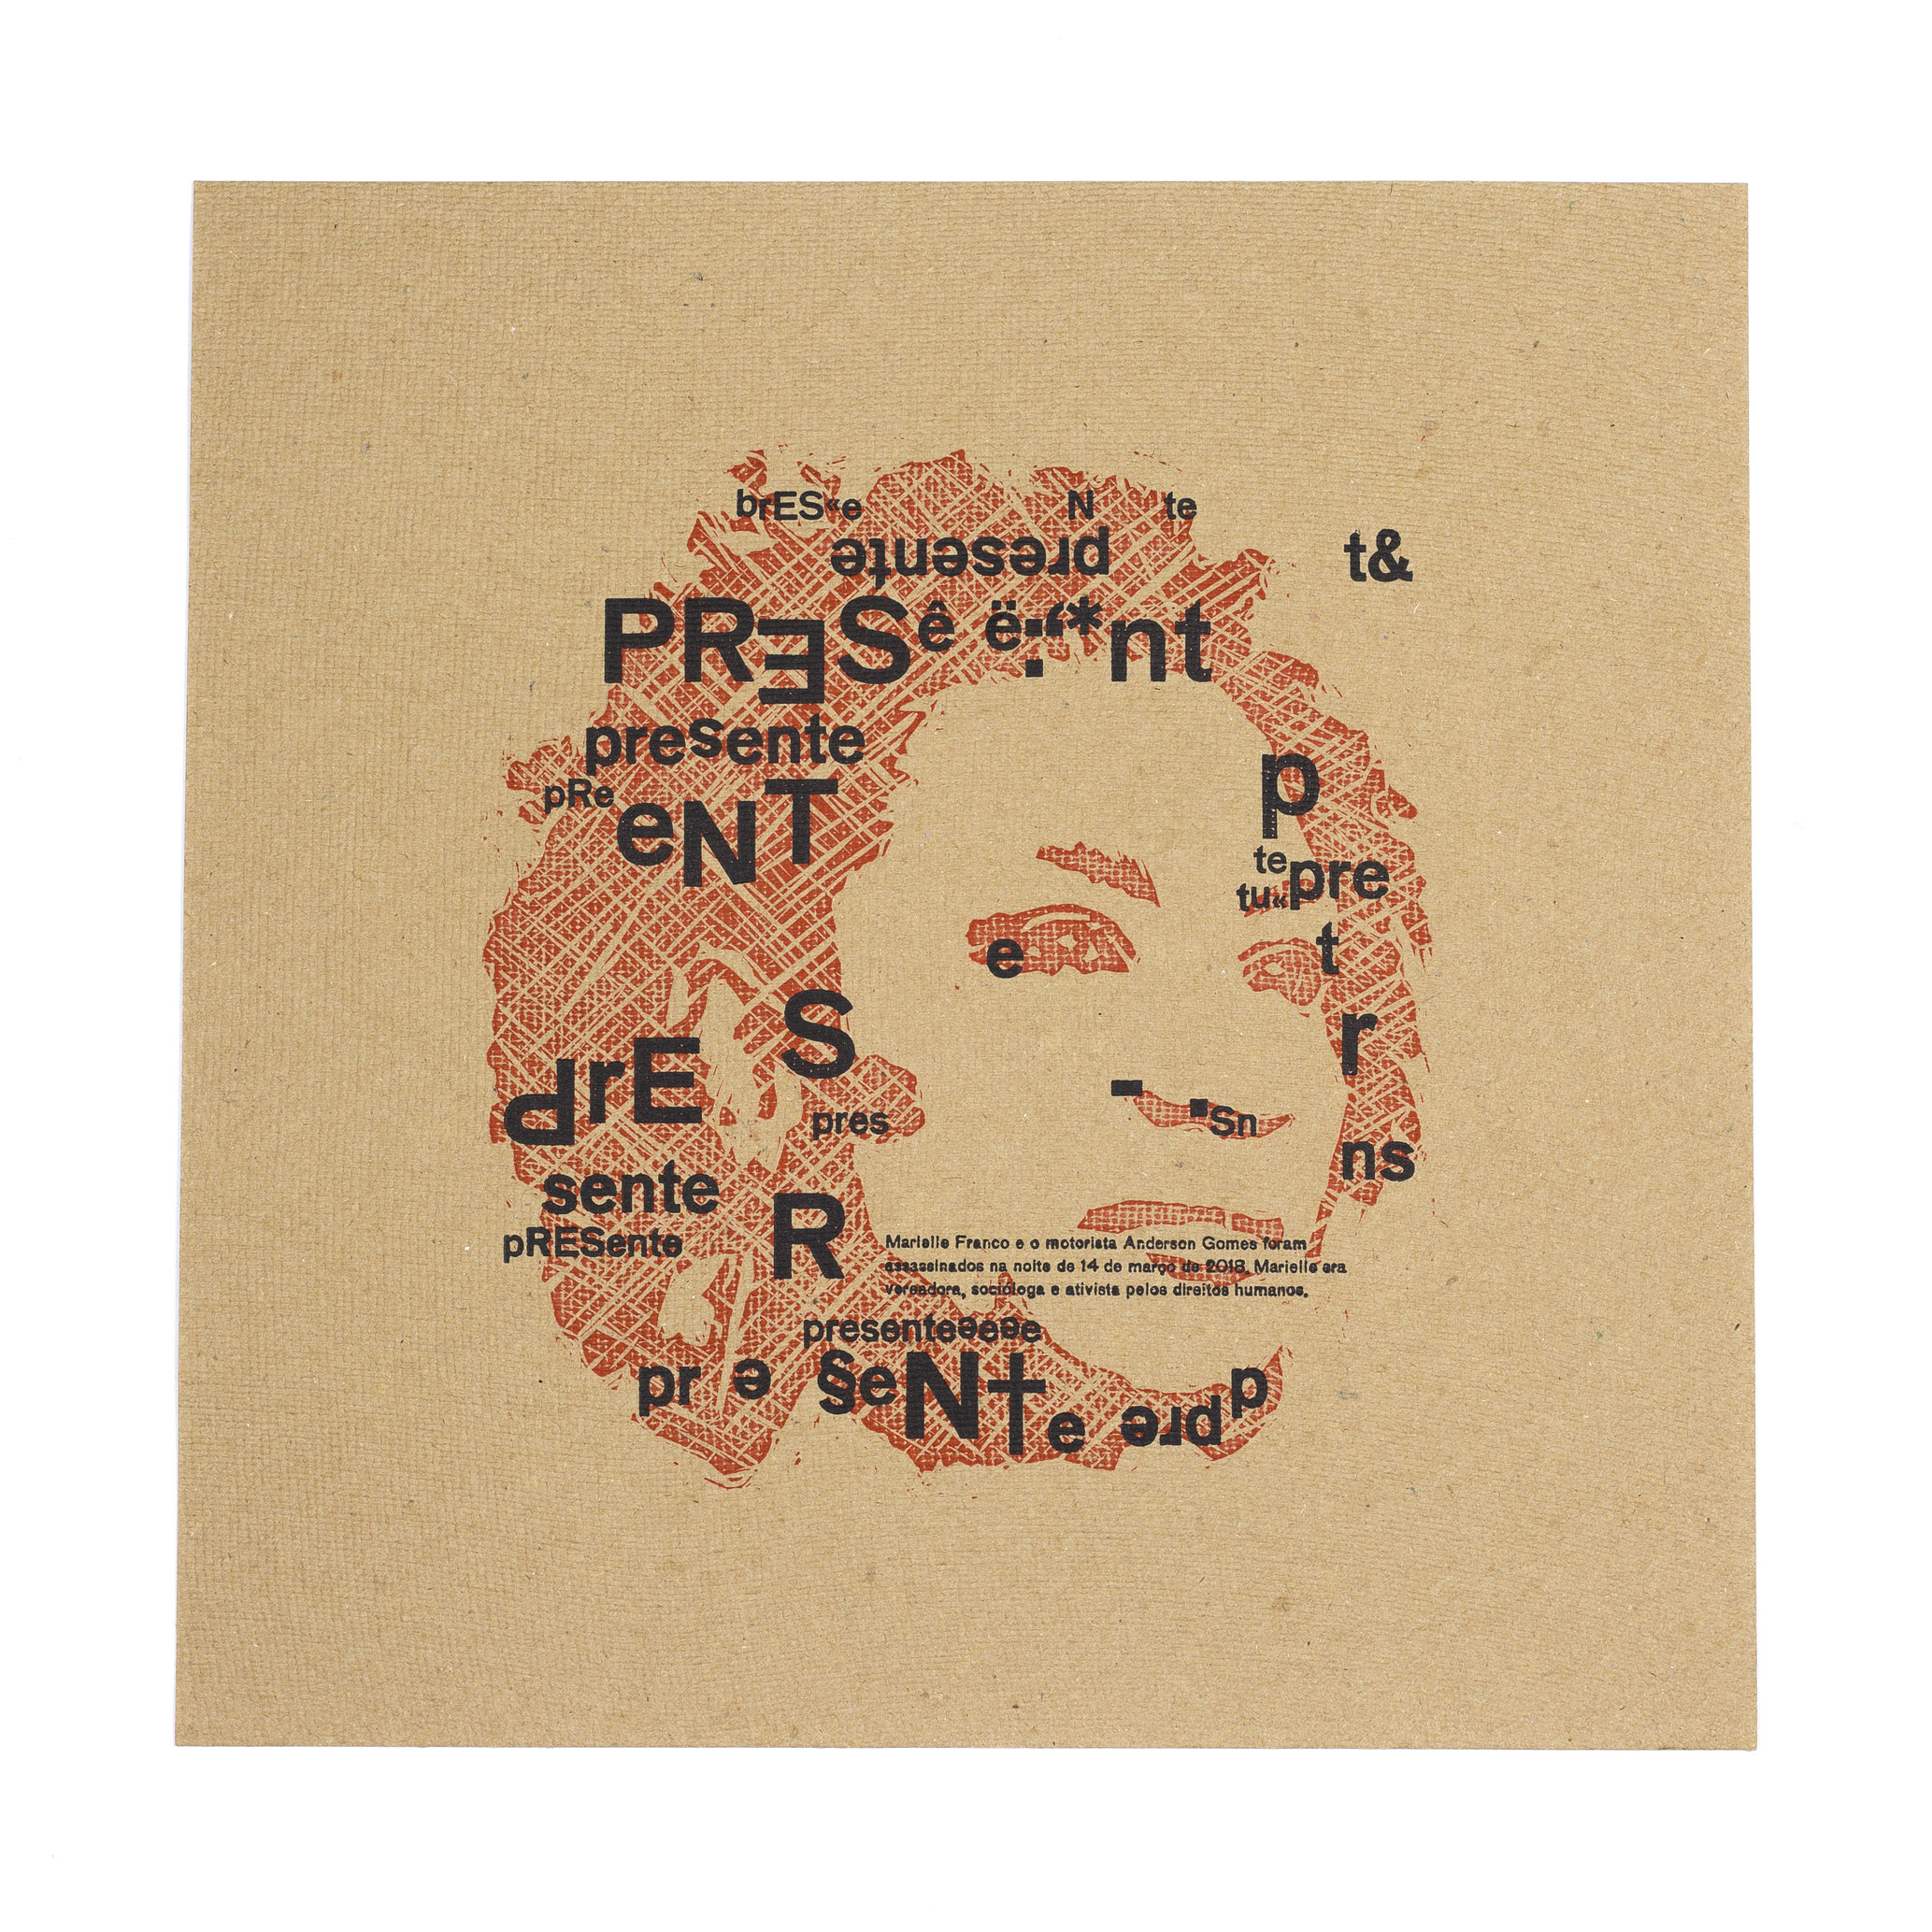 brES«e N te
t&
presente
PRESê ë:“*nt
presente
pRe
eNT
p
te
tu«
pre
e
t
S
r
prE
pres
- ▪Sn
ns
sente
R
pRESente
Marielle Franco e o motorista Anderson Gomes foram
assassinados na noite de 14 de março de 2018. Marielle era
vereadora, socióloga e ativista pelos direitos humanos.
presenteeeee
pr e §eN†e pre p